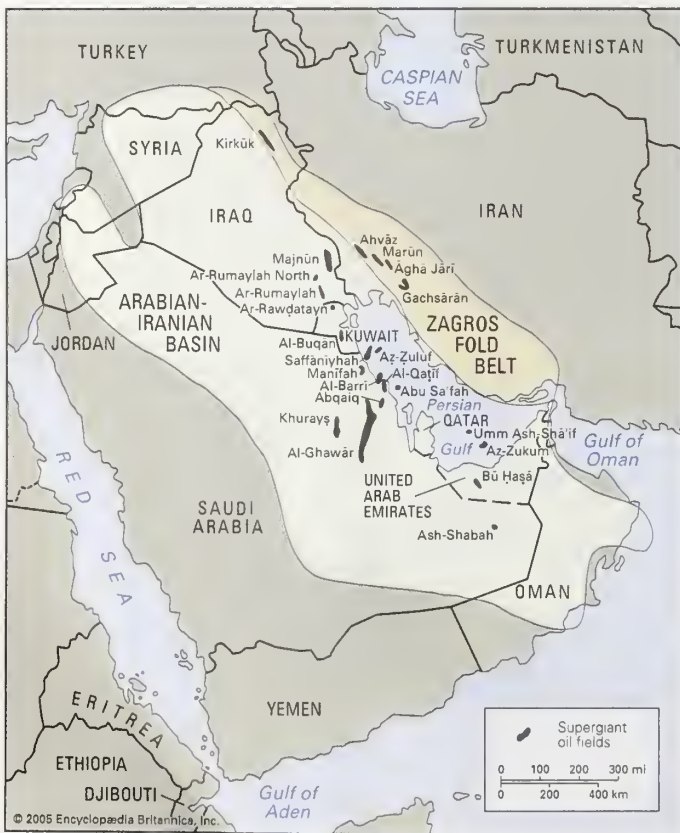 TURKEY
TURKMENISTAN
CASPIAN
SEA
SYRIA
Kirkūk
IRAQ
IRAN
Ahvāz
Marūn
Āghā Jārī
Gachsārān
Majnūn
Ar-Rumaylah North
Ar-Rumaylah
Ar-Rawḍatayn
ARABIAN-
IRANIAN
BASIN
JORDAN
ZAGROS
FOLD
BELT
Al-Buqān
KUWAIT
Saffānīyhah
Az-Zuluf
Manīfah
Al-Qaṭīf
Al-Barrī
Abu Sa'fah
Abqaiq
Persian
Gulf
QATAR
Khurayṣ
Umm Ash-Shā'if
Az-Zukum
Gulf of
Oman
Al-Ghawār
UNITED
ARAB
EMIRATES
Bū Ḥaṣā
RED SEA
SAUDI
ARABIA
Ash-Shabah
OMAN
YEMEN
ERITREA
ETHIOPIA
DJIBOUTI
Gulf of
Aden
Supergiant
oil fields
0 100 200 300 mi
0 200 400 km
© 2005 Encyclopædia Britannica, Inc.